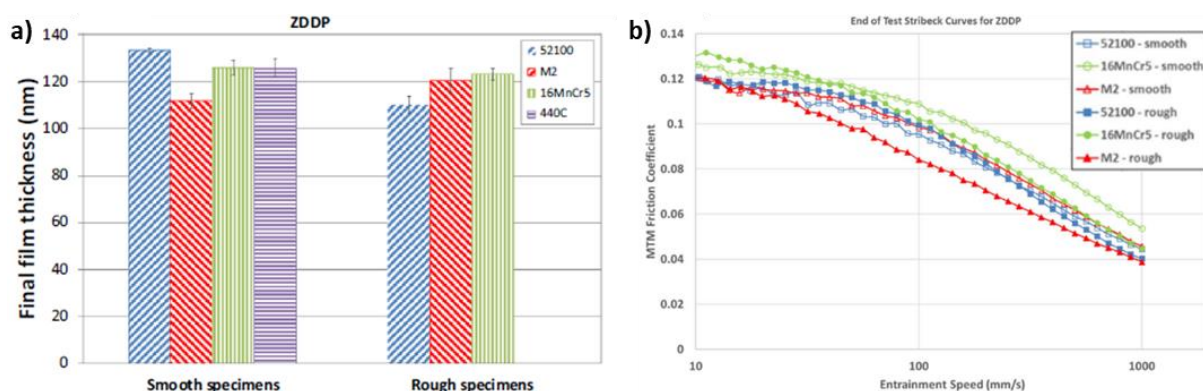 a)
ZDDP
Final film thickness (nm)
140
120
100
80
60
40
20
0
52100
M2
16MnCr5
440C
Smooth specimens
Rough specimens
b)
End of Test Stribeck Curves for ZDDP
MTM Friction Coefficient
0.14
0.12
0.1
0.08
0.06
0.04
0.02
0
52100 - smooth
16MnCr5 - smooth
M2 - smooth
52100 - rough
16MnCr5 - rough
M2 - rough
10
100
1000
Entrainment Speed (mm/s)